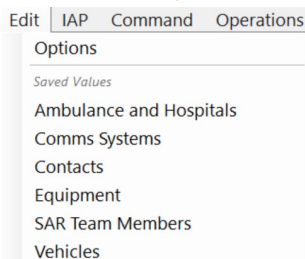 Edit IAP Command Operations
Options
Saved Values
Ambulance and Hospitals
Comms Systems
Contacts
Equipment
SAR Team Members
Vehicles